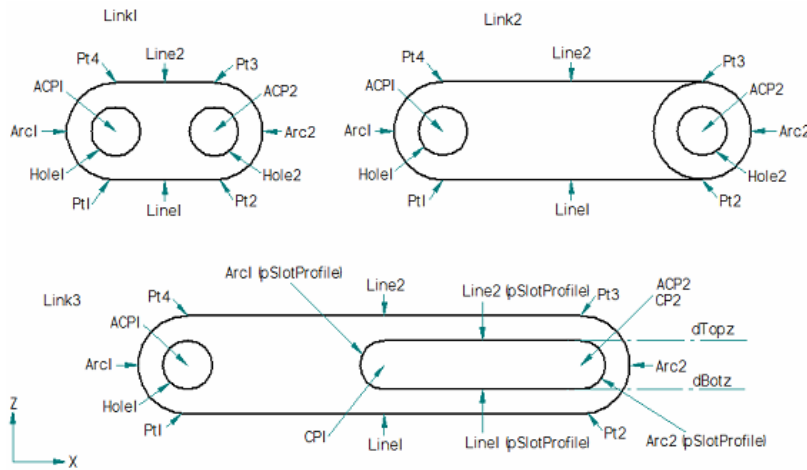 Link1
Link2
Pt4
Line2
Pt3
ACP1
ACP2
Arc1
Arc2
Hole1
Hole2
Pt1
Line1
Pt2
Pt4
Line2
Pt3
ACP1
ACP2
Arc1
Arc2
Hole1
Hole2
Pt1
Line1
Pt2
Link3
Arc1 (pSlotProfile)
Pt4
Line2
Line2 (pSlotProfile)
Pt3
ACP2
CP2
ACP1
dTopz
Arc1
Arc2
Hole1
dBotz
Pt1
CP1
Line1
Line1 (pSlotProfile)
Pt2
Arc2 (pSlotProfile)
Z
X